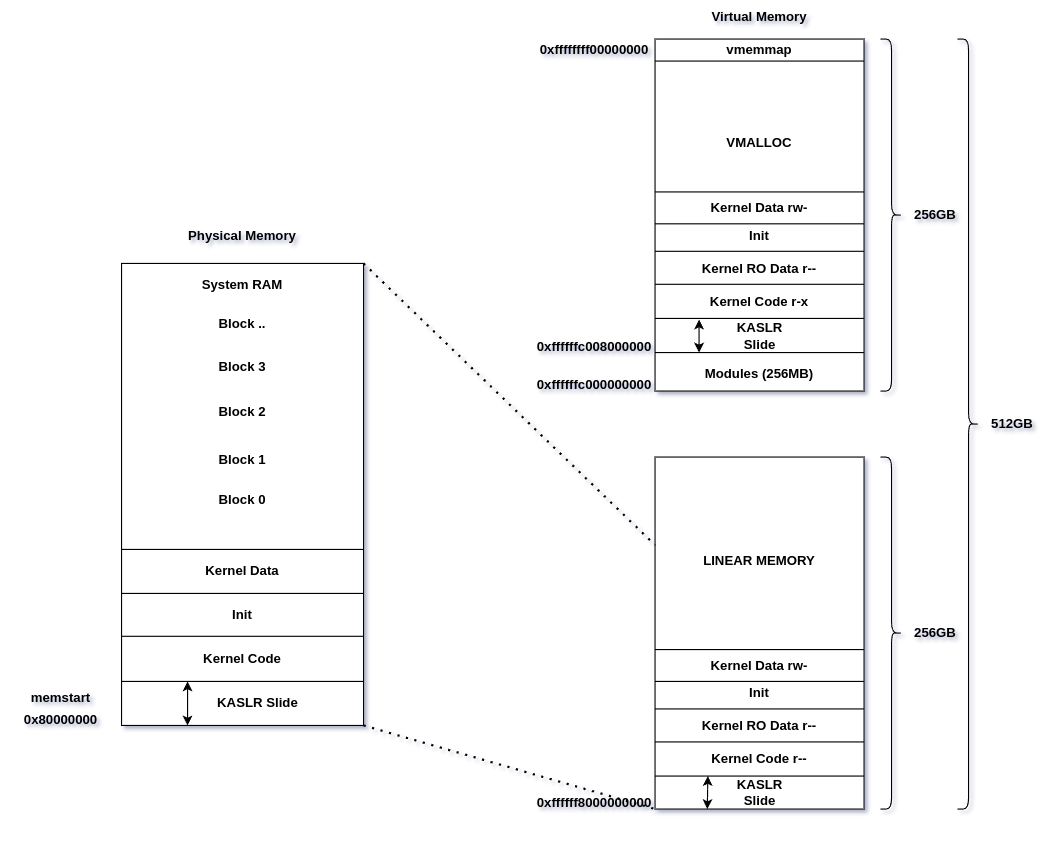 Virtual Memory
0xffffffff00000000
vmemmap
VMALLOC
Kernel Data rw-
256GB
Init
Kernel RO Data r--
Kernel Code r-x
KASLR
Slide
0xffffffc008000000
Modules (256MB)
0xffffffc000000000
512GB
Physical Memory
System RAM
Block ..
Block 3
Block 2
Block 1
Block 0
Kernel Data
Init
Kernel Code
KASLR Slide
memstart
0x80000000
LINEAR MEMORY
256GB
Kernel Data rw-
Init
Kernel RO Data r--
Kernel Code r--
KASLR
Slide
0xffffff8000000000